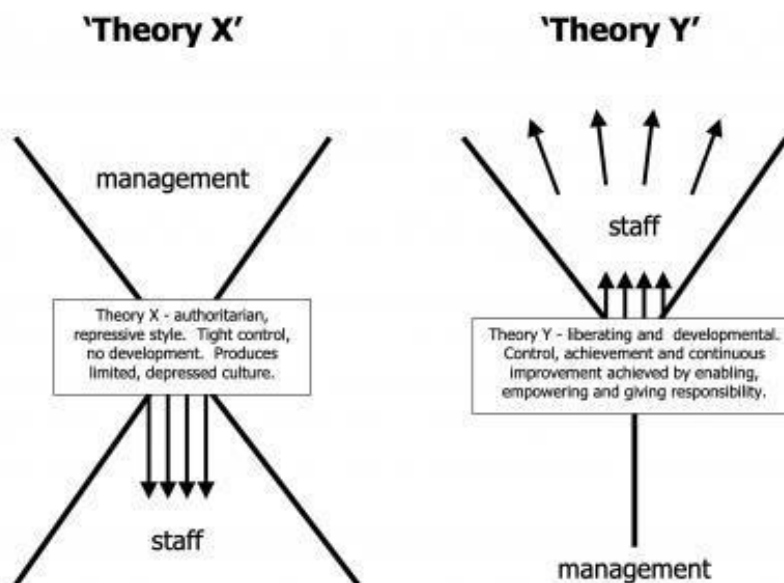 ‘Theory X’
management
Theory X - authoritarian,
repressive style. Tight control,
no development. Produces
limited, depressed culture.
staff
‘Theory Y’
staff
Theory Y - liberating and developmental.
Control, achievement and continuous
improvement achieved by enabling,
empowering and giving responsibility.
management